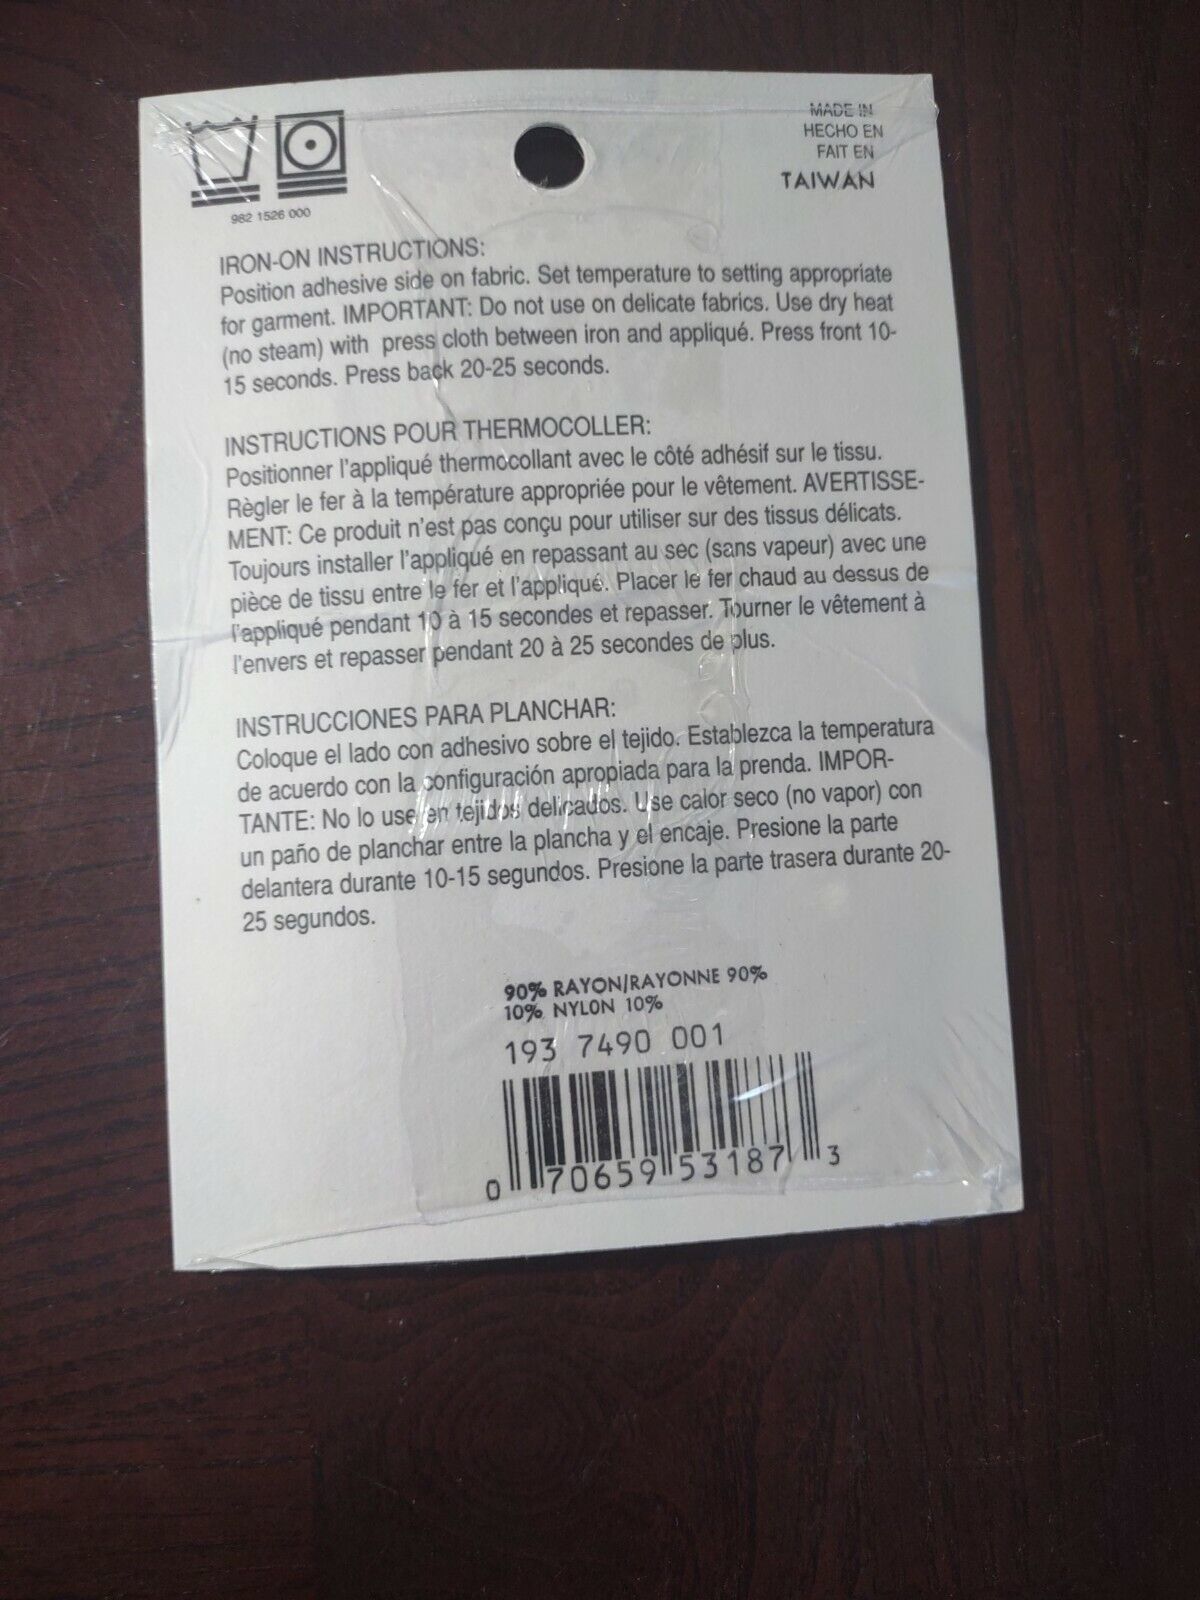 MADE IN
HECHO EN
FAIT EN
TAIWAN
982 1526 000
IRON-ON INSTRUCTIONS:
Position adhesive side on fabric. Set temperature to setting appropriate
for garment. IMPORTANT: Do not use on delicate fabrics. Use dry heat
(no steam) with press cloth between iron and appliqué. Press front 10-
15 seconds. Press back 20-25 seconds.
INSTRUCTIONS POUR THERMOCOLLER:
Positionner l'appliqué thermocollant avec le côté adhésif sur le tissu.
Règler le fer à la température appropriée pour le vêtement. AVERTISSE-
MENT: Ce produit n'est pas conçu pour utiliser sur des tissus délicats.
Toujours installer l'appliqué en repassant au sec (sans vapeur) avec une
pièce de tissu entre le fer et l'appliqué. Placer le fer chaud au dessus de
l'appliqué pendant 10 à 15 secondes et repasser. Tourner le vêtement à
l'envers et repasser pendant 20 à 25 secondes de plus.
INSTRUCCIONES PARA PLANCHAR:
Coloque el lado con adhesivo sobre el tejido. Establezca la temperatura
de acuerdo con la configuración apropiada para la prenda. IMPOR-
TANTE: No lo use en tejidos delicados. Use calor seco (no vapor) con
un paño de planchar entre la plancha y el encaje. Presione la parte
delantera durante 10-15 segundos. Presione la parte trasera durante 20-
25 segundos.
90% RAYON/RAYONNE 90%
10% NYLON 10%
193 7490 001
0 70659 53187 3